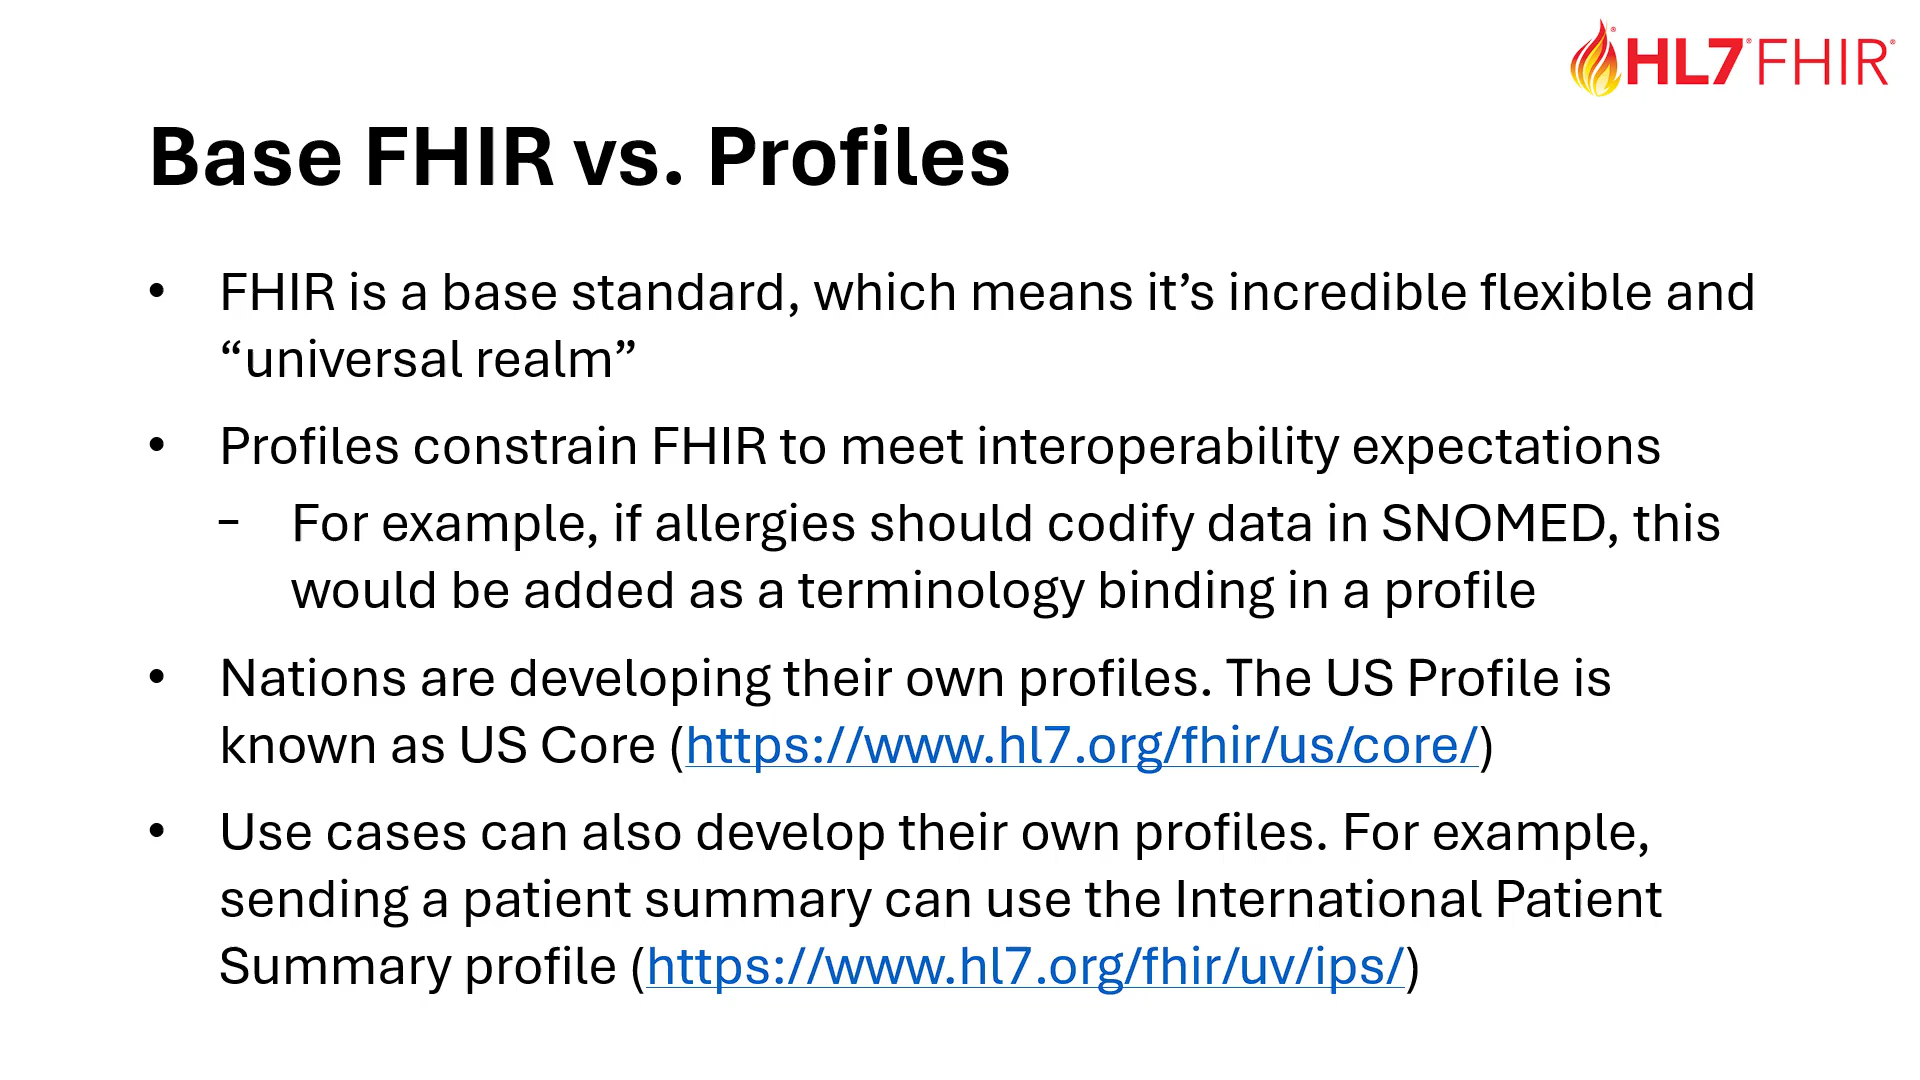 HL7® FHIR®
Base FHIR vs. Profiles
• FHIR is a base standard, which means it’s incredible flexible and
“universal realm”
• Profiles constrain FHIR to meet interoperability expectations
– For example, if allergies should codify data in SNOMED, this
would be added as a terminology binding in a profile
• Nations are developing their own profiles. The US Profile is
known as US Core (https://www.hl7.org/fhir/us/core/)
• Use cases can also develop their own profiles. For example,
sending a patient summary can use the International Patient
Summary profile (https://www.hl7.org/fhir/uv/ips/)